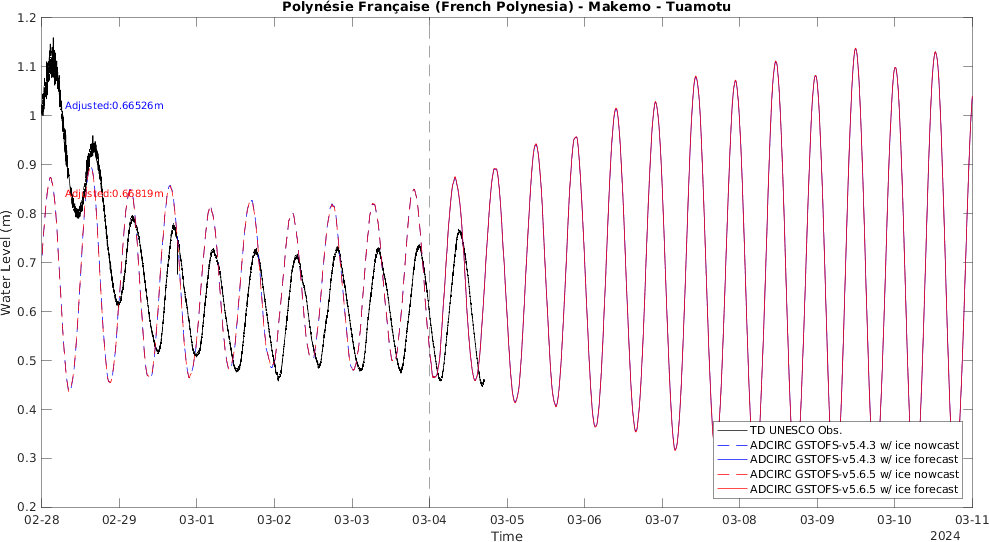 Polynésie Française (French Polynesia) - Makemo - Tuamotu
1.2
1.1
1
0.9
0.8
0.7
0.6
0.5
0.4
0.3
0.2
Water Level (m)
Adjusted:0.66526m
Adjusted:0.66819m
TD UNESCO Obs.
ADCIRC GSTOFS-v5.4.3 w/ ice nowcast
ADCIRC GSTOFS-v5.4.3 w/ ice forecast
ADCIRC GSTOFS-v5.6.5 w/ ice nowcast
ADCIRC GSTOFS-v5.6.5 w/ ice forecast
02-28 02-29 03-01 03-02 03-03 03-04 03-05 03-06 03-07 03-08 03-09 03-10 03-11
Time
2024